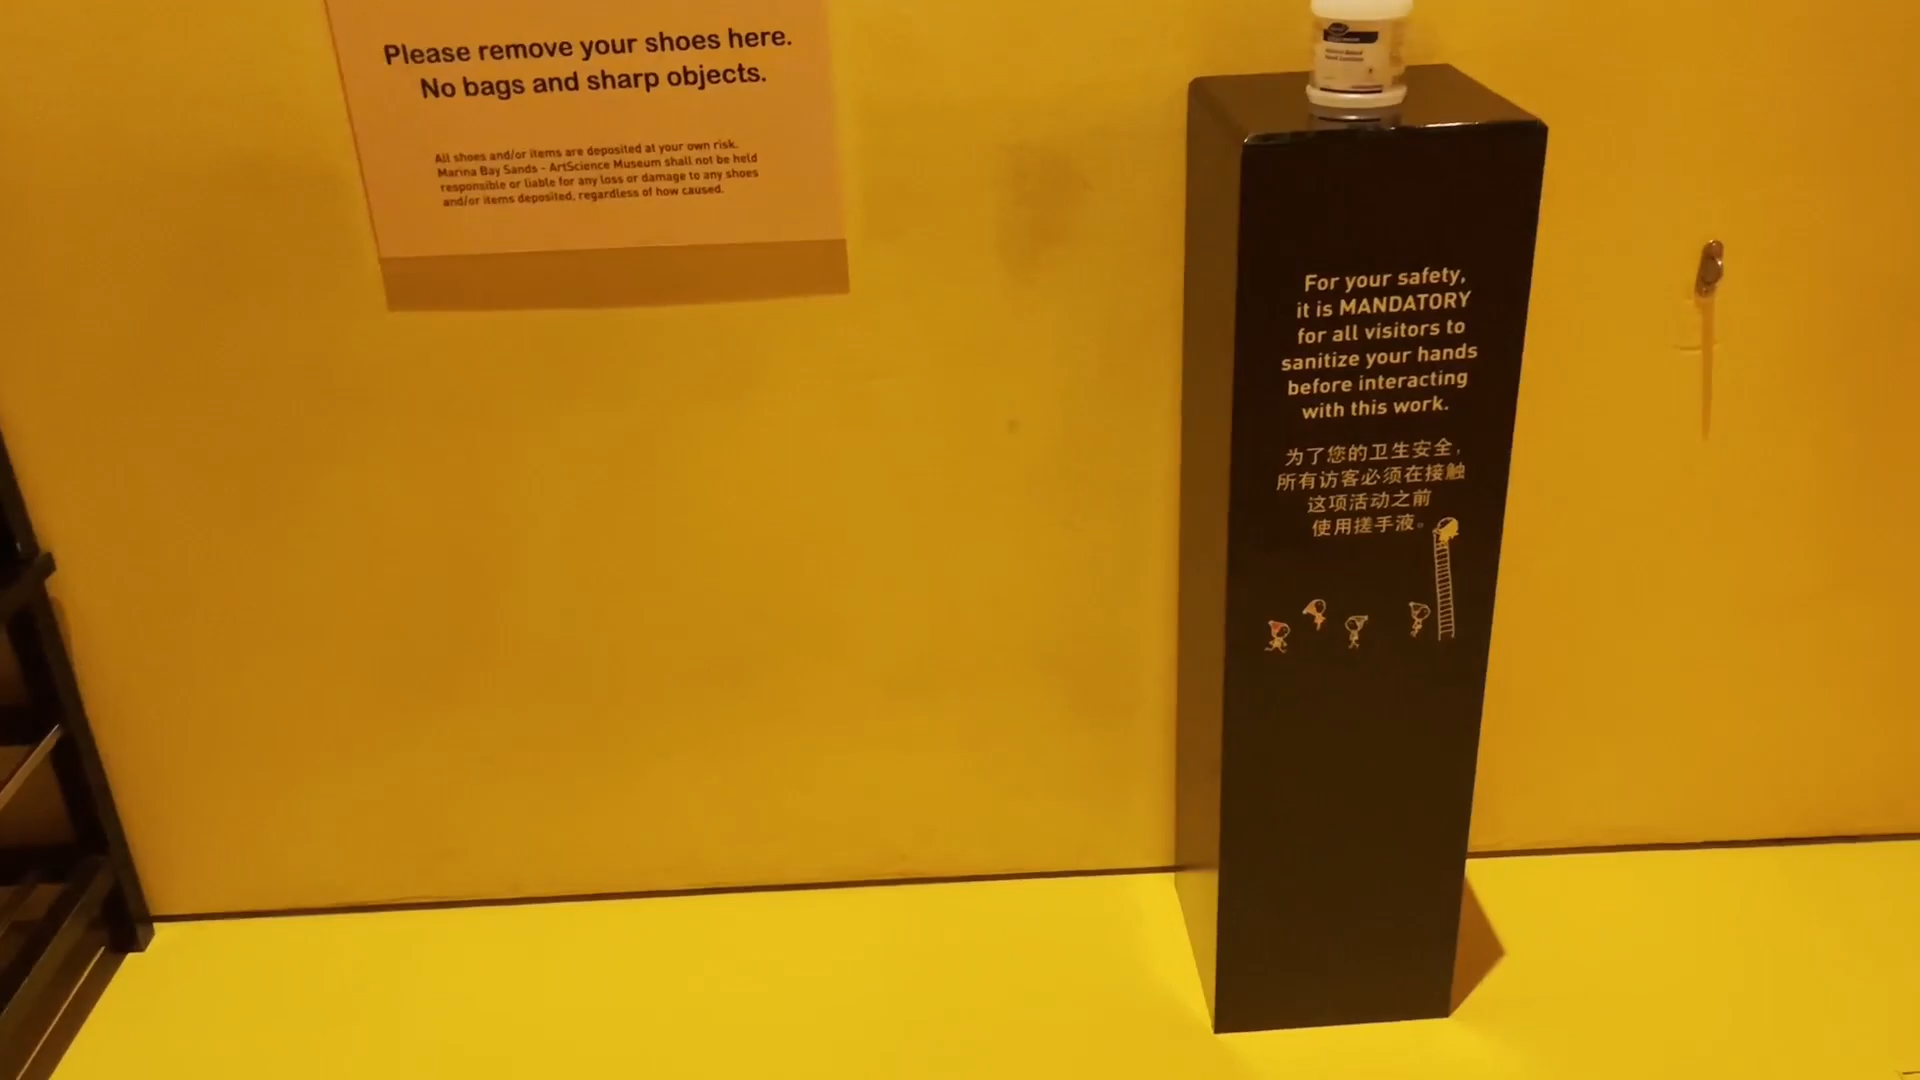 Please remove your shoes here.
No bags and sharp objects.
All shoes and/or items are deposited at your own risk.
Marina Bay Sands - ArtScience Museum shall not be held
responsible or liable for any loss or damage to any shoes
and/or items deposited, regardless of how caused.
For your safety,
it is MANDATORY
for all visitors to
sanitize your hands
before interacting
with this work.
为了您的卫生安全，
所有访客必须在接触
这项活动之前
使用搓手液。